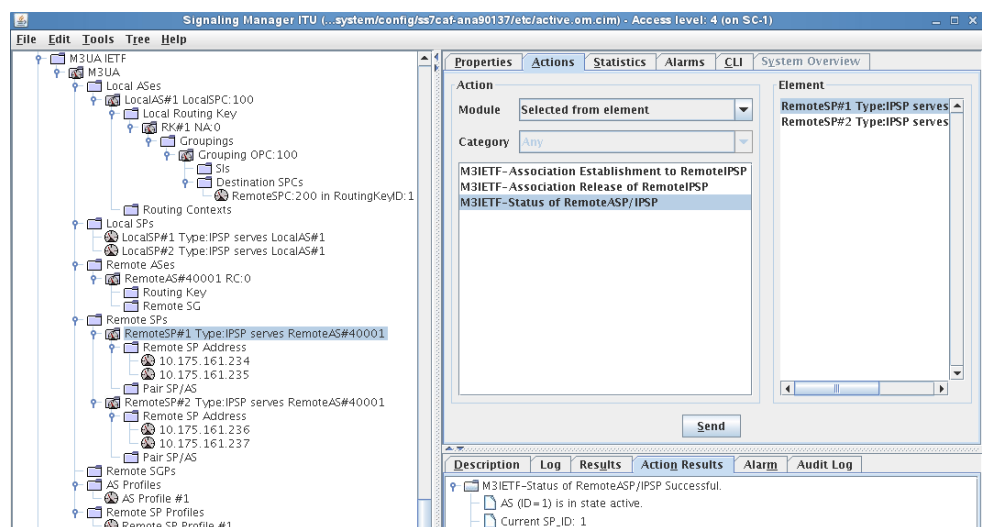 Signaling Manager ITU (...system/config/ss7caf-ana90137/etc/active.om.cim) - Access level: 4 (on SC-1)
File Edit Tools Tree Help
M3UA IETF
M3UA
Local ASes
LocalAS#1 LocalSPC:100
Local Routing Key
RK#1 NA:0
Groupings
Grouping OPC:100
SIs
Destination SPCs
RemoteSPC:200 in RoutingKeyID:1
Routing Contexts
Local SPs
LocalSP#1 Type:IPSP serves LocalAS#1
LocalSP#2 Type:IPSP serves LocalAS#1
Remote ASes
RemoteAS#40001 RC:0
Routing Key
Remote SG
Remote SPs
RemoteSP#1 Type:IPSP serves RemoteAS#40001
Remote SP Address
10.175.161.234
10.175.161.235
Pair SP/AS
RemoteSP#2 Type:IPSP serves RemoteAS#40001
Remote SP Address
10.175.161.236
10.175.161.237
Pair SP/AS
Remote SGPs
AS Profiles
AS Profile #1
Remote SP Profiles
Remote SP Profile #1
Properties Actions Statistics Alarms CLI System Overview
Action
Module Selected from element
Category Any
M3IETF-Association Establishment to RemoteIPSP
M3IETF-Association Release of RemoteIPSP
M3IETF-Status of RemoteASP/IPSP
Element
RemoteSP#1 Type:IPSP serves
RemoteSP#2 Type:IPSP serves
Send
Description Log Results Action Results Alarm Audit Log
M3IETF-Status of RemoteASP/IPSP Successful.
AS (ID=1) is in state active.
Current SP_ID: 1